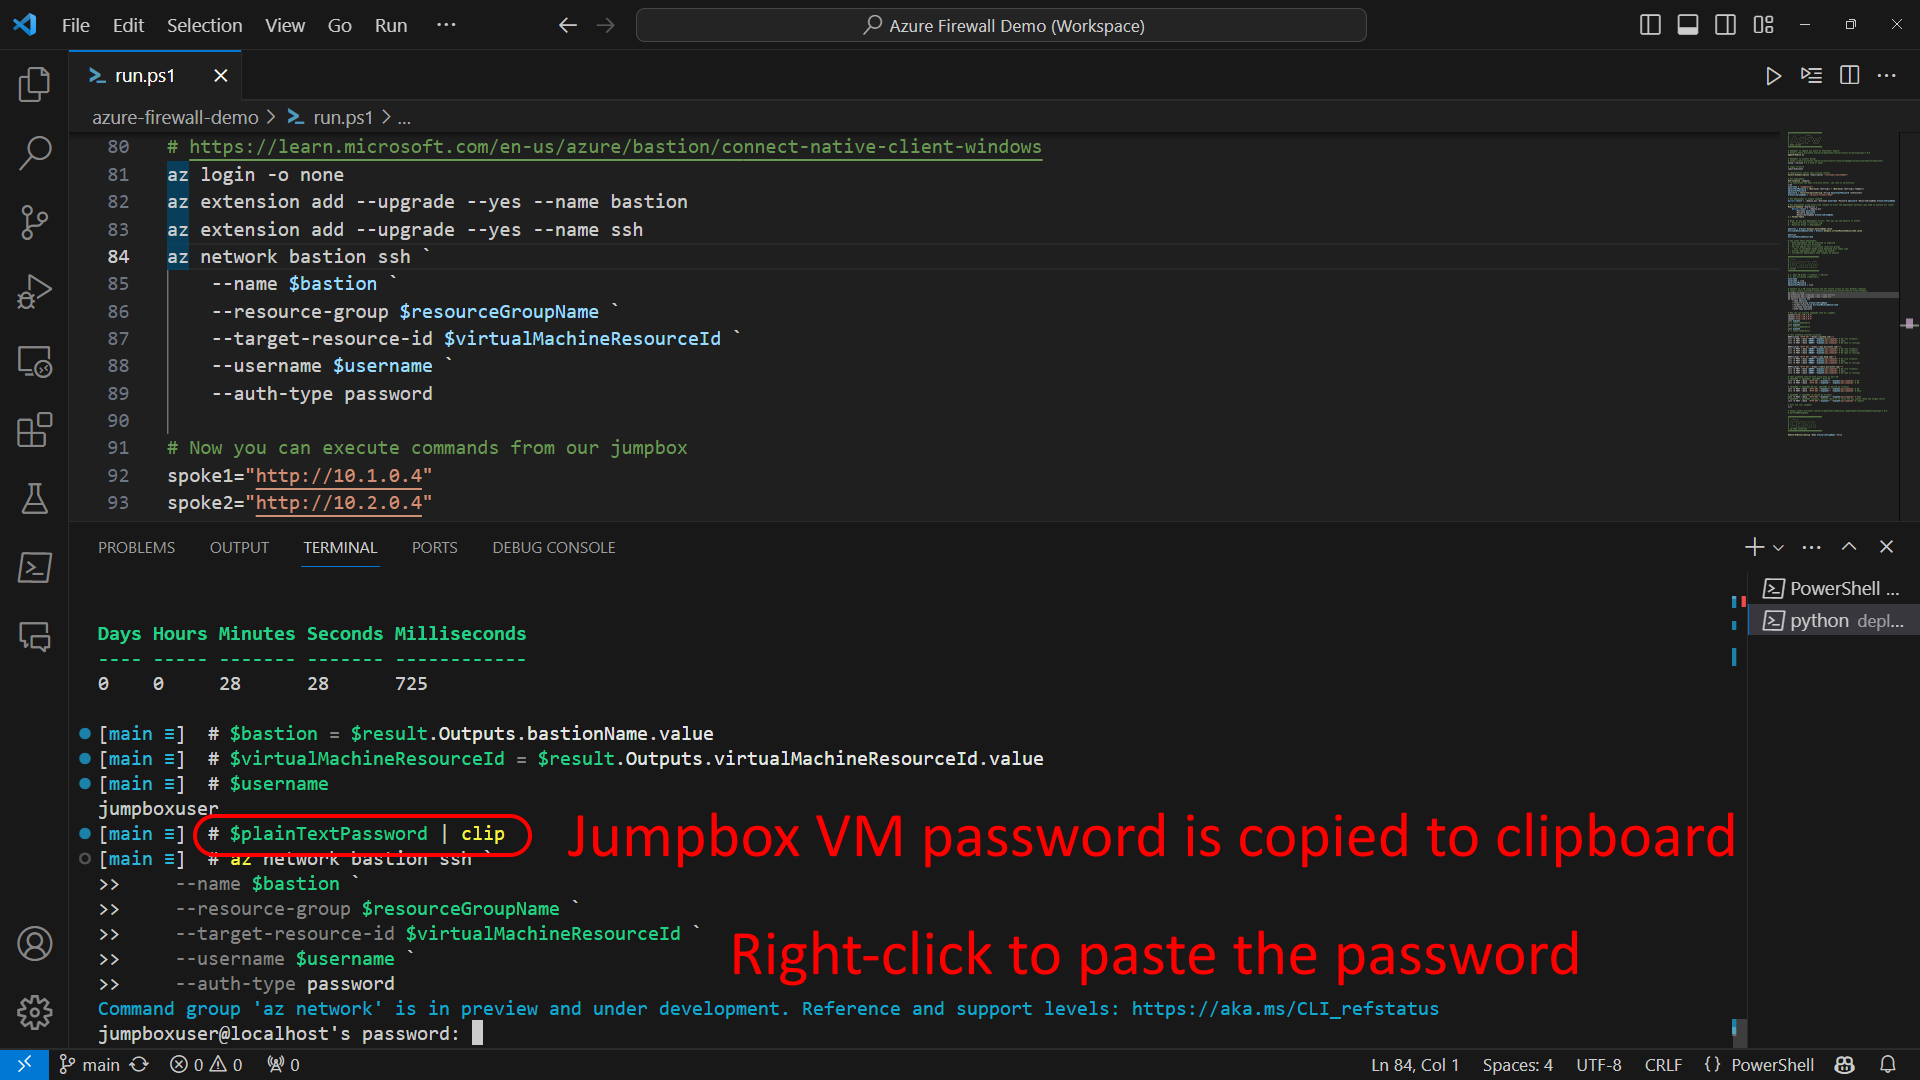 File Edit Selection View Go Run ···
Azure Firewall Demo (Workspace)
run.ps1
azure-firewall-demo > run.ps1 > ...
80 # https://learn.microsoft.com/en-us/azure/bastion/connect-native-client-windows
81 az login -o none
82 az extension add --upgrade --yes --name bastion
83 az extension add --upgrade --yes --name ssh
84 az network bastion ssh `
85 --name $bastion `
86 --resource-group $resourceGroupName `
87 --target-resource-id $virtualMachineResourceId `
88 --username $username `
89 --auth-type password
90
91 # Now you can execute commands from our jumpbox
92 spoke1="http://10.1.0.4"
93 spoke2="http://10.2.0.4"
PROBLEMS OUTPUT TERMINAL PORTS DEBUG CONSOLE
PowerShell ...
python depl...
Days Hours Minutes Seconds Milliseconds
---- ----- ------- ------- ------------
0 0 28 28 725
[main ≡] # $bastion = $result.Outputs.bastionName.value
[main ≡] # $virtualMachineResourceId = $result.Outputs.virtualMachineResourceId.value
[main ≡] # $username
jumpboxuser
[main ≡] # $plainTextPassword | clip
Jumpbox VM password is copied to clipboard
[main ≡] # az network bastion ssh `
>> --name $bastion `
>> --resource-group $resourceGroupName `
>> --target-resource-id $virtualMachineResourceId `
>> --username $username `
>> --auth-type password
Right-click to paste the password
Command group 'az network' is in preview and under development. Reference and support levels: https://aka.ms/CLI_refstatus
jumpboxuser@localhost's password:
main 0 0 0 Ln 84, Col 1 Spaces: 4 UTF-8 CRLF {} PowerShell